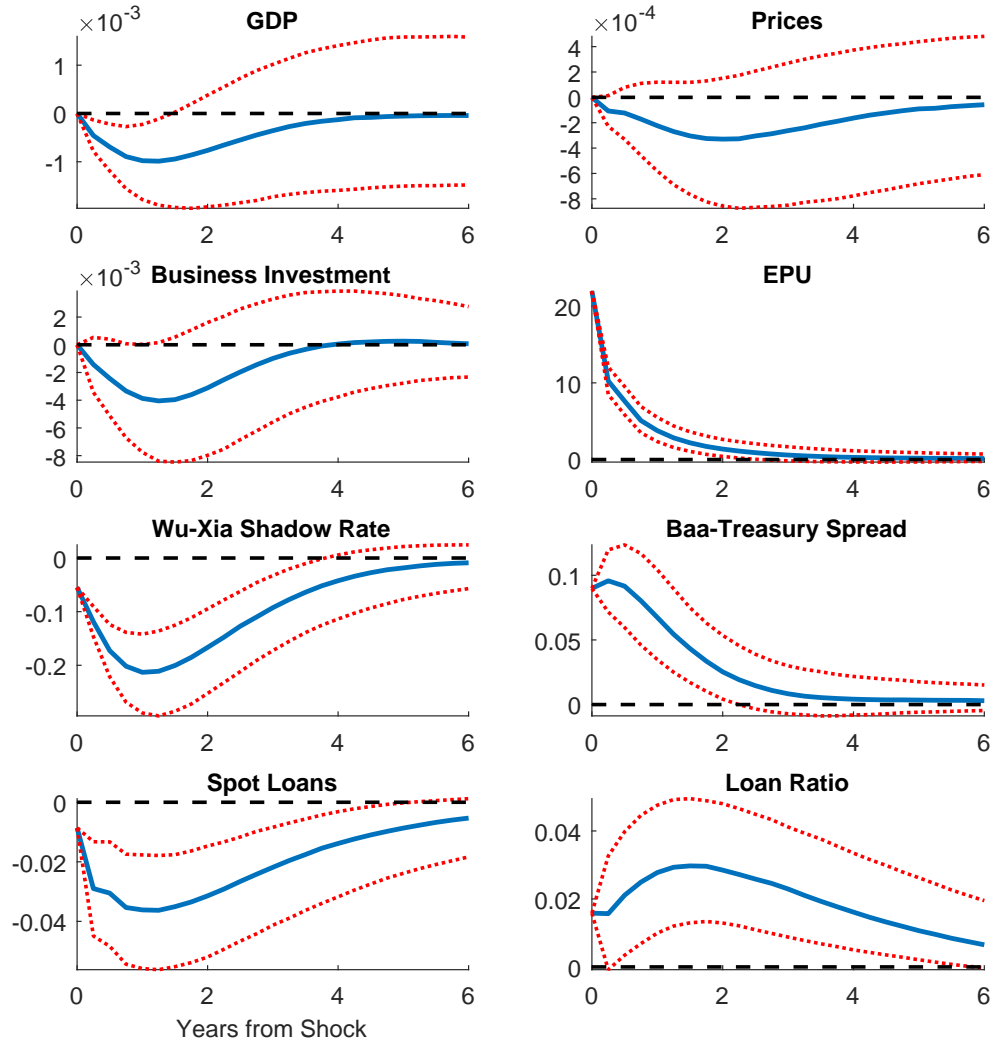 ×10⁻³
GDP
1
0
-1
0 2 4 6
×10⁻⁴
Prices
4
2
0
-2
-4
-6
-8
0 2 4 6
×10⁻³
Business Investment
2
0
-2
-4
-6
-8
0 2 4 6
EPU
20
10
0
0 2 4 6
Wu-Xia Shadow Rate
0
-0.1
-0.2
0 2 4 6
Baa-Treasury Spread
0.1
0.05
0
0 2 4 6
Spot Loans
0
-0.02
-0.04
0 2 4 6
Years from Shock
Loan Ratio
0.04
0.02
0
0 2 4 6